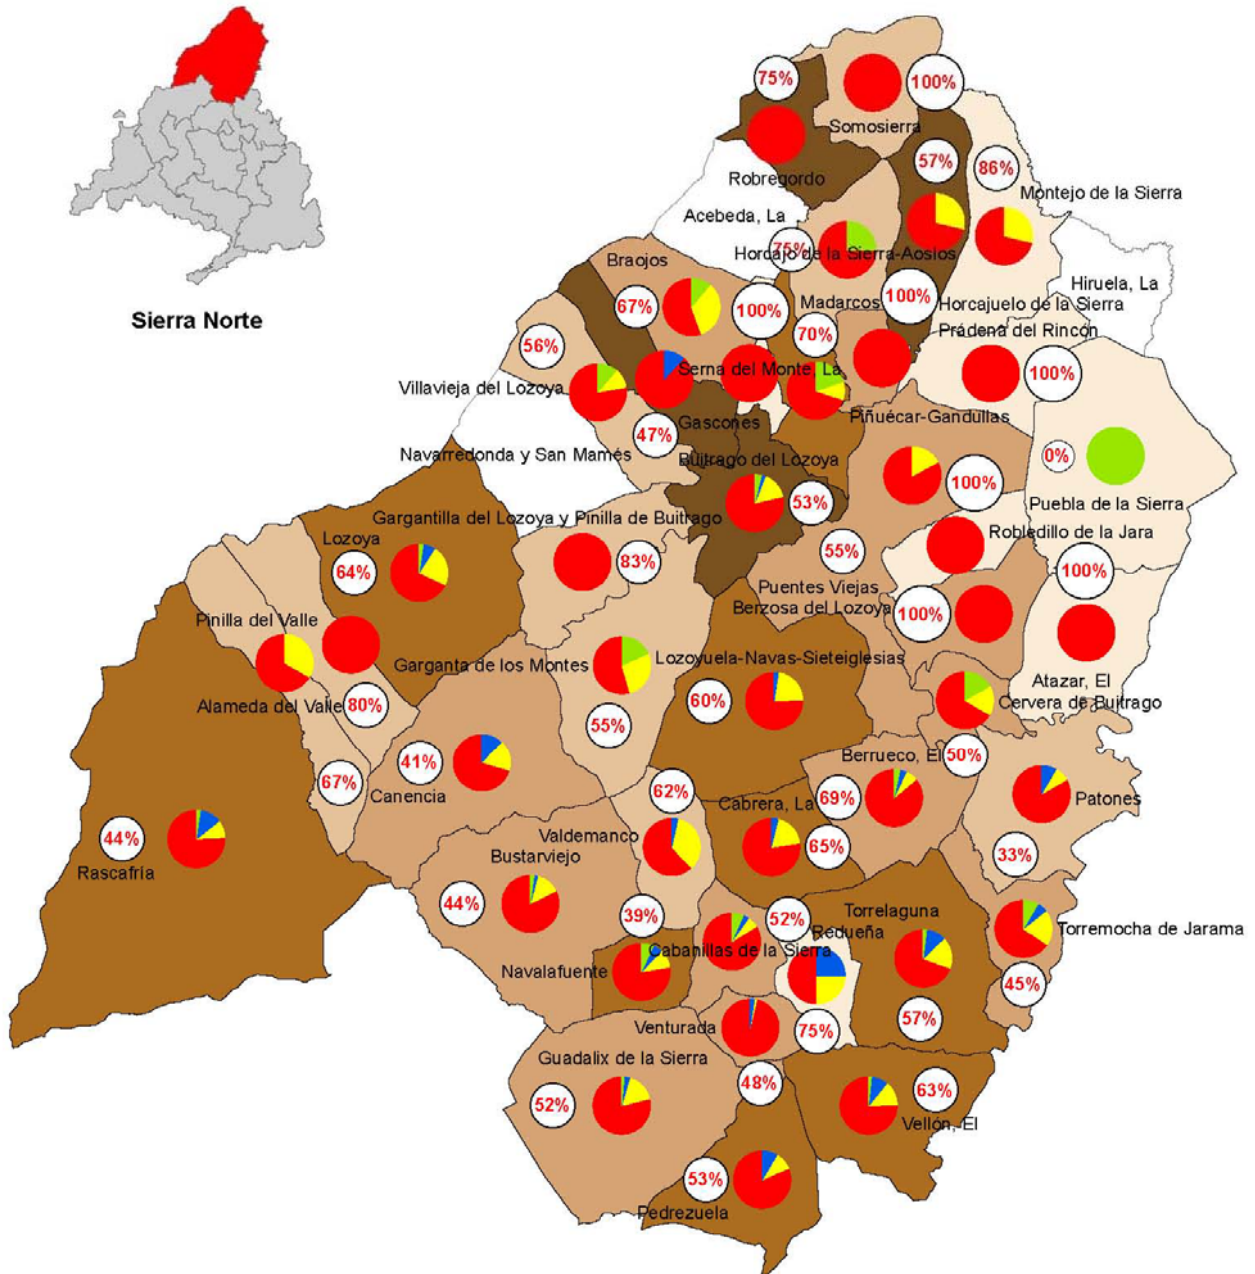 75%
100%
Somosierra
57%
86%
Robregordo
Montejo de la Sierra
Acebeda, La
75%
Horcajo de la Sierra-Aoslos
Braojos
Hiruela, La
Sierra Norte
67%
100%
Madarcos
100%
Horcajuelo de la Sierra
70%
Prádena del Rincón
56%
Serna del Monte, La
100%
Villavieja del Lozoya
Piñuécar-Gandullas
Gascones
47%
Navarredonda y San Mamés
Buitrago del Lozoya
0%
100%
53%
Puebla de la Sierra
Gargantilla del Lozoya y Pinilla de Buitrago
Robledillo de la Jara
Lozoya
64%
83%
55%
100%
Puentes Viejas
Berzosa del Lozoya
100%
Pinilla del Valle
Garganta de los Montes
Lozoyuela-Navas-Sieteiglesias
Atazar, El
Alameda del Valle
80%
60%
Cervera de Buitrago
55%
41%
Berrueco, El
50%
67%
Canencia
62%
Cabrera, La
69%
Patones
44%
Valdemanco
65%
33%
Rascafría
Bustarviejo
44%
39%
52%
Torrelaguna
Redueña
Torremocha de Jarama
Cabanillas de la Sierra
Navalafuente
45%
Venturada
75%
57%
Guadalix de la Sierra
48%
63%
52%
Vellón, El
53%
Pedrezuela